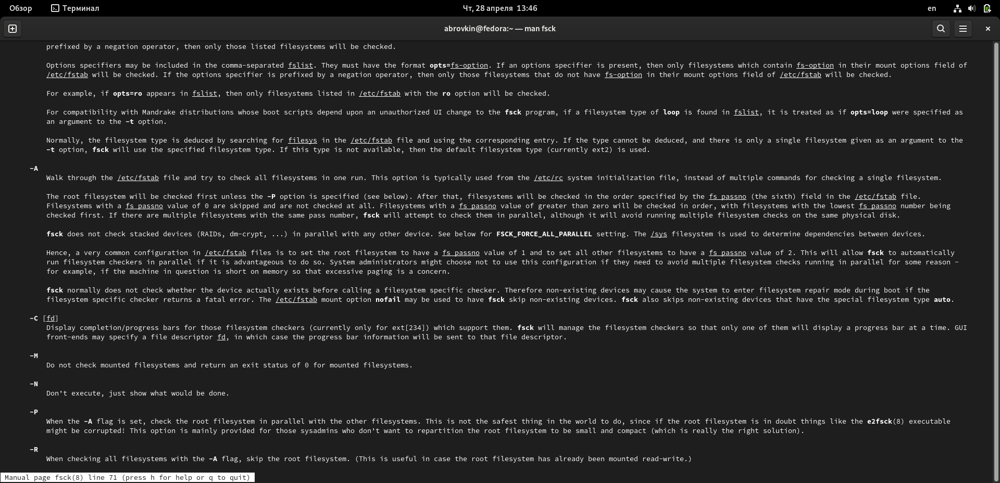 Обзор
Терминал
Чт, 28 апреля 13:46
en
abrovkin@fedora:~ — man fsck
prefixed by a negation operator, then only those listed filesystems will be checked.
Options specifiers may be included in the comma-separated fslist. They must have the format opts=fs-option. If an options specifier is present, then only filesystems which contain fs-option in their mount options field of
/etc/fstab will be checked. If the options specifier is prefixed by a negation operator, then only those filesystems that do not have fs-option in their mount options field of /etc/fstab will be checked.
For example, if opts=ro appears in fslist, then only filesystems listed in /etc/fstab with the ro option will be checked.
For compatibility with Mandrake distributions whose boot scripts depend upon an unauthorized UI change to the fsck program, if a filesystem type of loop is found in fslist, it is treated as if opts=loop were specified as
an argument to the -t option.
Normally, the filesystem type is deduced by searching for filesys in the /etc/fstab file and using the corresponding entry. If the type cannot be deduced, and there is only a single filesystem given as an argument to the
-t option, fsck will use the specified filesystem type. If this type is not available, then the default filesystem type (currently ext2) is used.
-A
Walk through the /etc/fstab file and try to check all filesystems in one run. This option is typically used from the /etc/rc system initialization file, instead of multiple commands for checking a single filesystem.
The root filesystem will be checked first unless the -P option is specified (see below). After that, filesystems will be checked in the order specified by the fs_passno (the sixth) field in the /etc/fstab file.
Filesystems with a fs_passno value of 0 are skipped and are not checked at all. Filesystems with a fs_passno value of greater than zero will be checked in order, with filesystems with the lowest fs_passno number being
checked first. If there are multiple filesystems with the same pass number, fsck will attempt to check them in parallel, although it will avoid running multiple filesystem checks on the same physical disk.
fsck does not check stacked devices (RAIDs, dm-crypt, ...) in parallel with any other device. See below for FSCK_FORCE_ALL_PARALLEL setting. The /sys filesystem is used to determine dependencies between devices.
Hence, a very common configuration in /etc/fstab files is to set the root filesystem to have a fs_passno value of 1 and to set all other filesystems to have a fs_passno value of 2. This will allow fsck to automatically
run filesystem checkers in parallel if it is advantageous to do so. System administrators might choose not to use this configuration if they need to avoid multiple filesystem checks running in parallel for some reason -
for example, if the machine in question is short on memory so that excessive paging is a concern.
fsck normally does not check whether the device actually exists before calling a filesystem specific checker. Therefore non-existing devices may cause the system to enter filesystem repair mode during boot if the
filesystem specific checker returns a fatal error. The /etc/fstab mount option nofail may be used to have fsck skip non-existing devices. fsck also skips non-existing devices that have the special filesystem type auto.
-C [fd]
Display completion/progress bars for those filesystem checkers (currently only for ext[234]) which support them. fsck will manage the filesystem checkers so that only one of them will display a progress bar at a time. GUI
front-ends may specify a file descriptor fd, in which case the progress bar information will be sent to that file descriptor.
-M
Do not check mounted filesystems and return an exit status of 0 for mounted filesystems.
-N
Don’t execute, just show what would be done.
-P
When the -A flag is set, check the root filesystem in parallel with the other filesystems. This is not the safest thing in the world to do, since if the root filesystem is in doubt things like the e2fsck(8) executable
might be corrupted! This option is mainly provided for those sysadmins who don’t want to repartition the root filesystem to be small and compact (which is really the right solution).
-R
When checking all filesystems with the -A flag, skip the root filesystem. (This is useful in case the root filesystem has already been mounted read-write.)
Manual page fsck(8) line 71 (press h for help or q to quit)